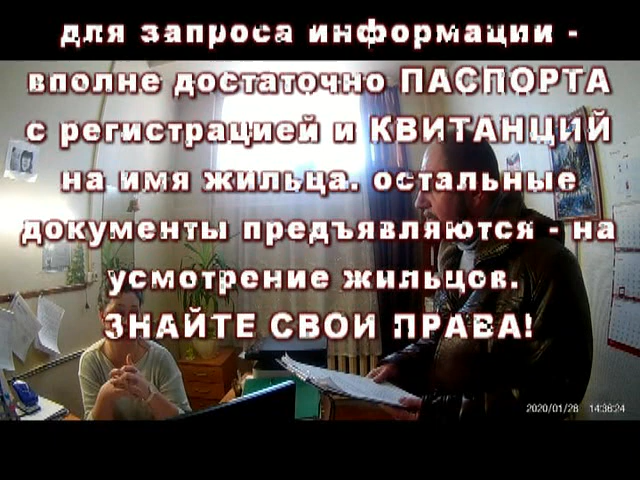 для запроса информации -
вполне достаточно ПАСПОРТА
с регистрацией и КВИТАНЦИЙ
на имя жильца. остальные
документы предъявляются - на
усмотрение жильцов.
ЗНАЙТЕ СВОИ ПРАВА!
2020/01/28 14:36:24